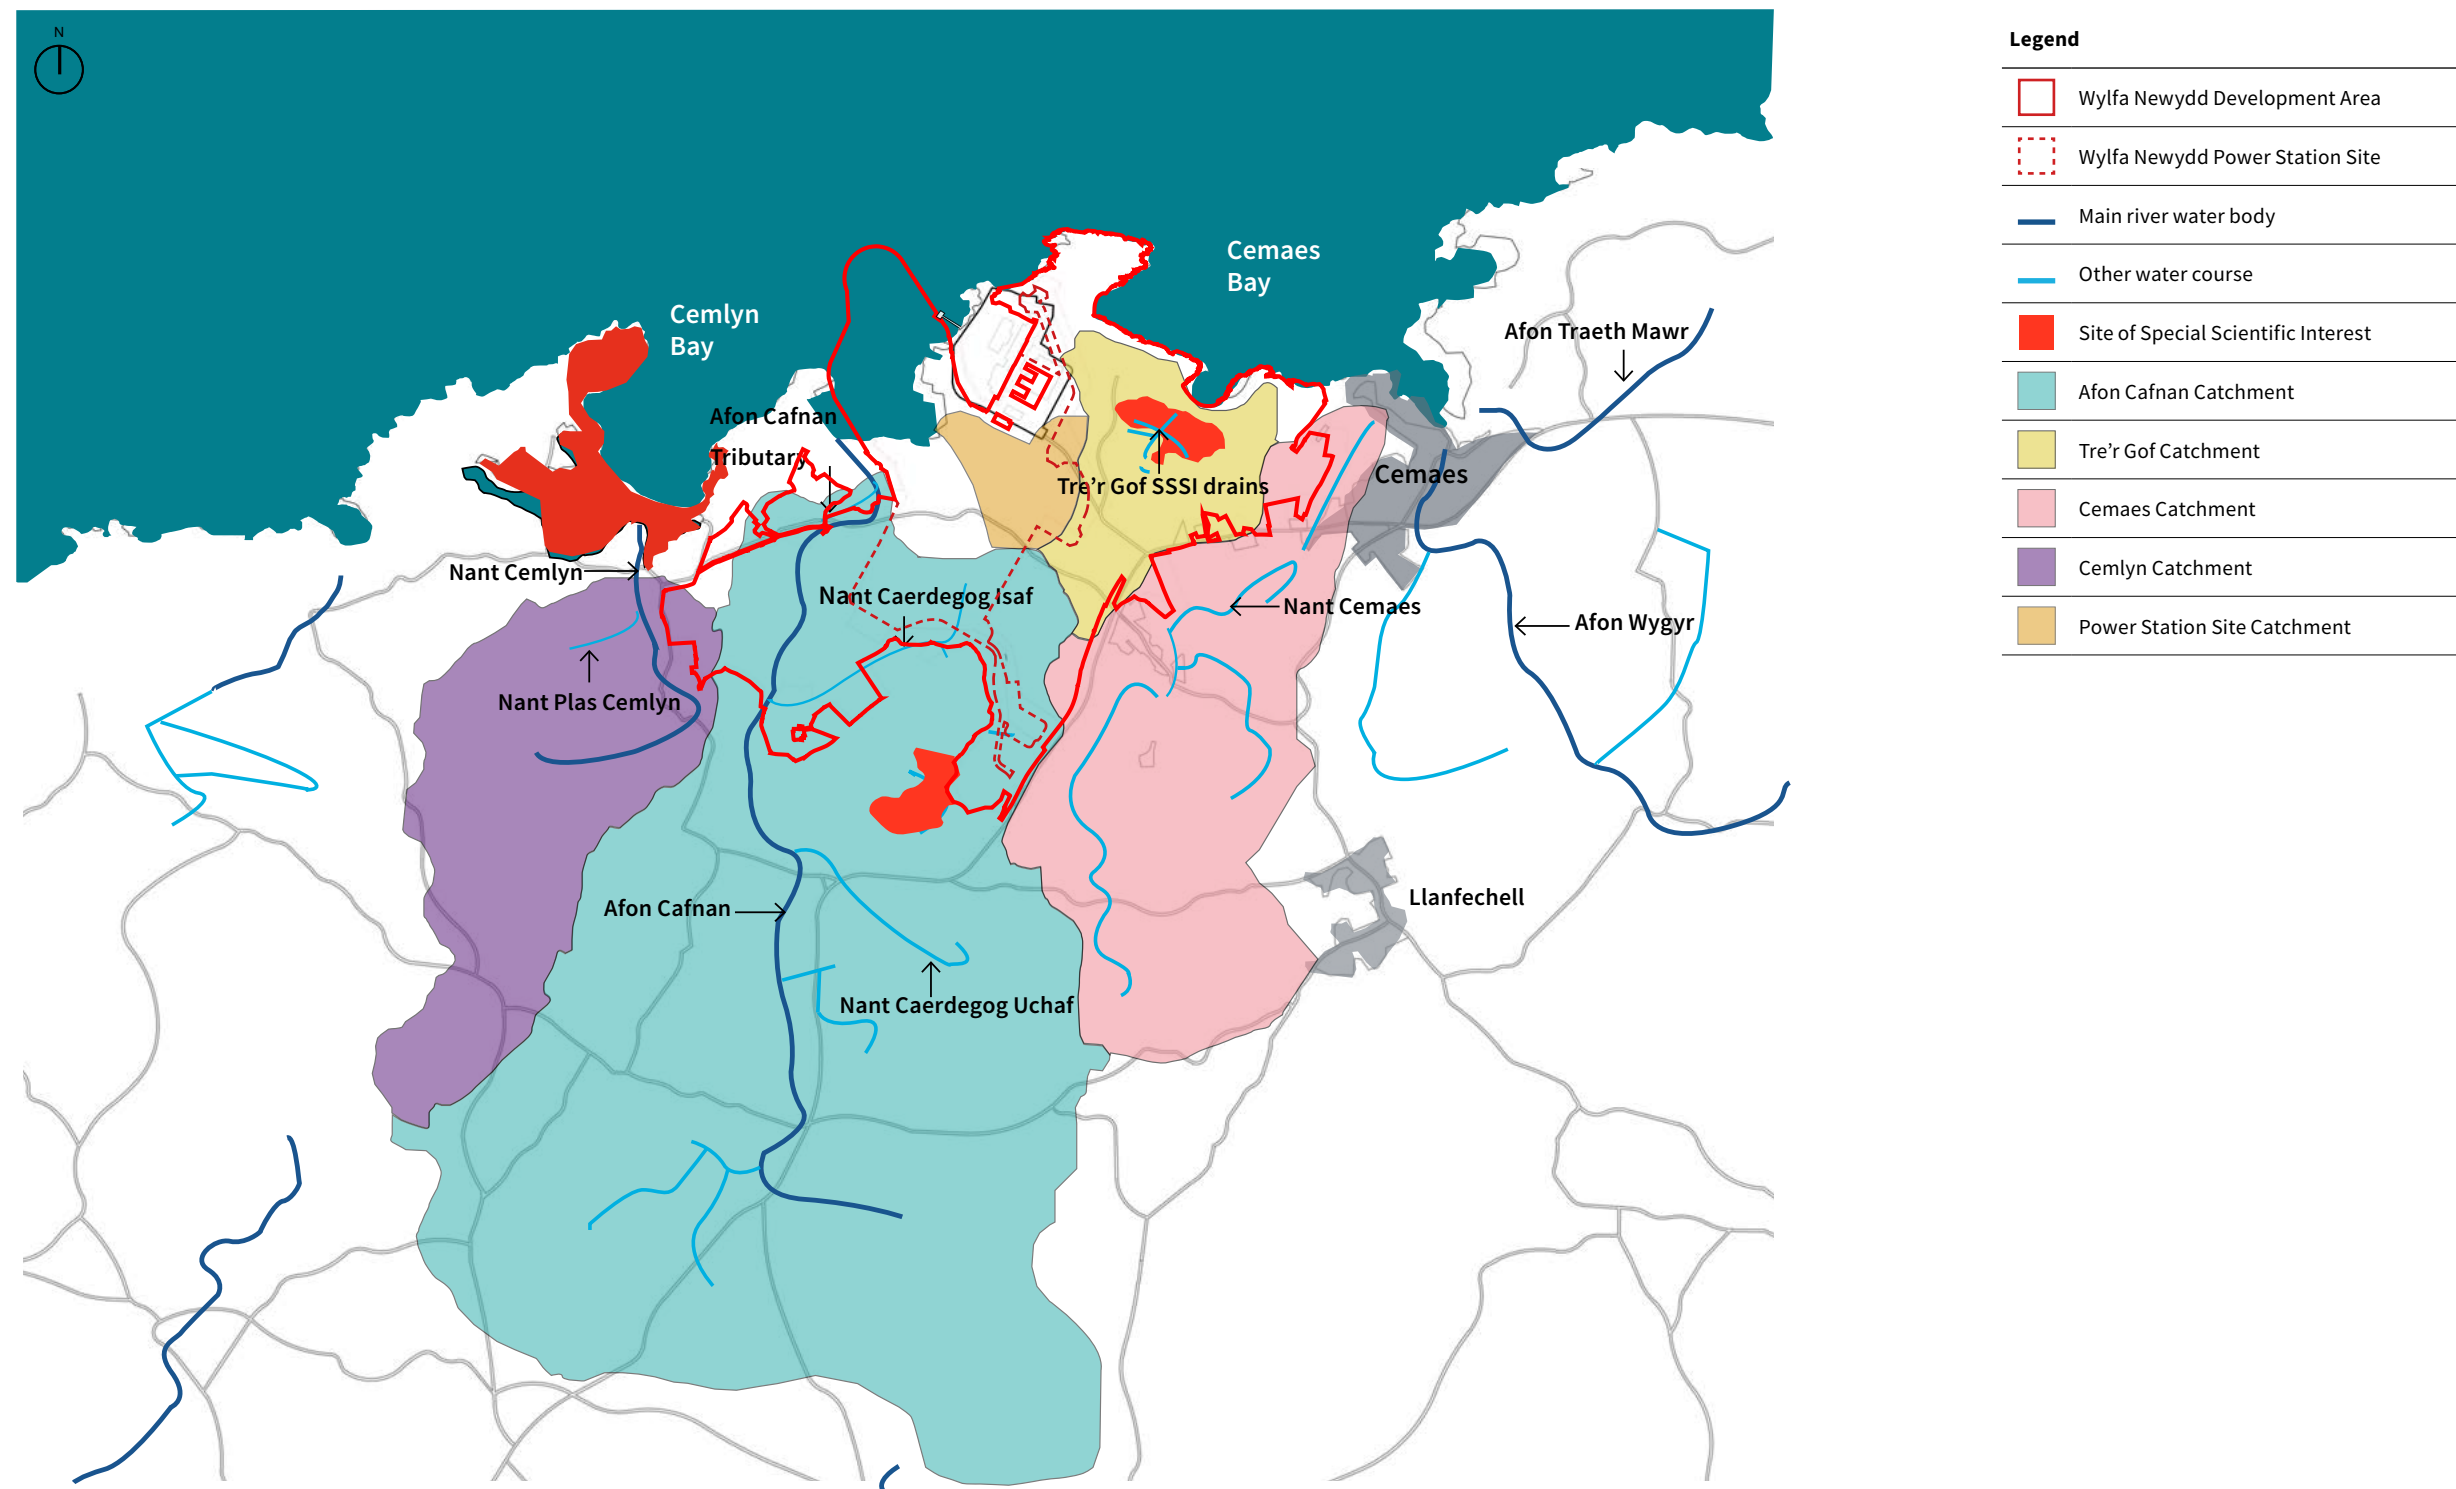 N
Cemaes
Bay
Cemlyn
Bay
Afon Traeth Mawr
Afon Cafnan
Tributary
Cemaes
Tre'r Gof SSSI drains
Nant Cemlyn
Nant Caerdegog Isaf
Nant Cemaes
Afon Wygyr
Nant Plas Cemlyn
Llanfechell
Afon Cafnan
Nant Caerdegog Uchaf
Legend
Wylfa Newydd Development Area
Wylfa Newydd Power Station Site
Main river water body
Other water course
Site of Special Scientific Interest
Afon Cafnan Catchment
Tre'r Gof Catchment
Cemaes Catchment
Cemlyn Catchment
Power Station Site Catchment